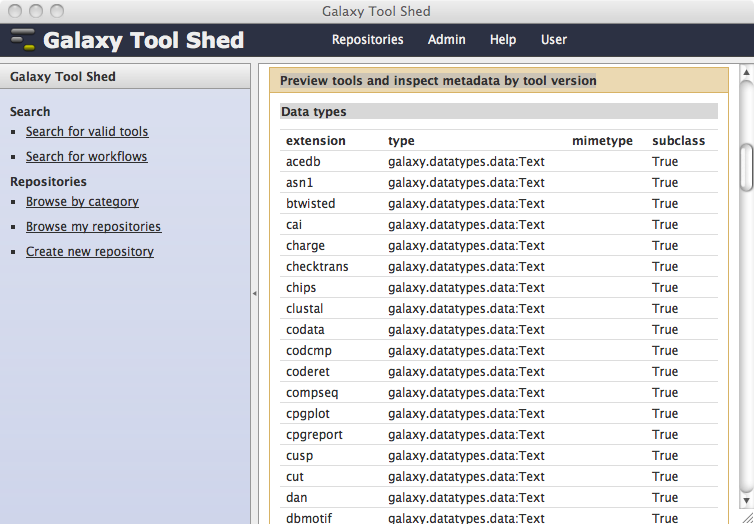 Galaxy Tool Shed
Galaxy Tool Shed
Repositories Admin Help User
Galaxy Tool Shed
Search
Search for valid tools
Search for workflows
Repositories
Browse by category
Browse my repositories
Create new repository
Preview tools and inspect metadata by tool version
Data types
extension type mimetype subclass
acedb galaxy.datatypes.data:Text True
asn1 galaxy.datatypes.data:Text True
btwisted galaxy.datatypes.data:Text True
cai galaxy.datatypes.data:Text True
charge galaxy.datatypes.data:Text True
checktrans galaxy.datatypes.data:Text True
chips galaxy.datatypes.data:Text True
clustal galaxy.datatypes.data:Text True
codata galaxy.datatypes.data:Text True
codcmp galaxy.datatypes.data:Text True
coderet galaxy.datatypes.data:Text True
compseq galaxy.datatypes.data:Text True
cpgplot galaxy.datatypes.data:Text True
cpgreport galaxy.datatypes.data:Text True
cusp galaxy.datatypes.data:Text True
cut galaxy.datatypes.data:Text True
dan galaxy.datatypes.data:Text True
dbmotif galaxy.datatypes.data:Text True